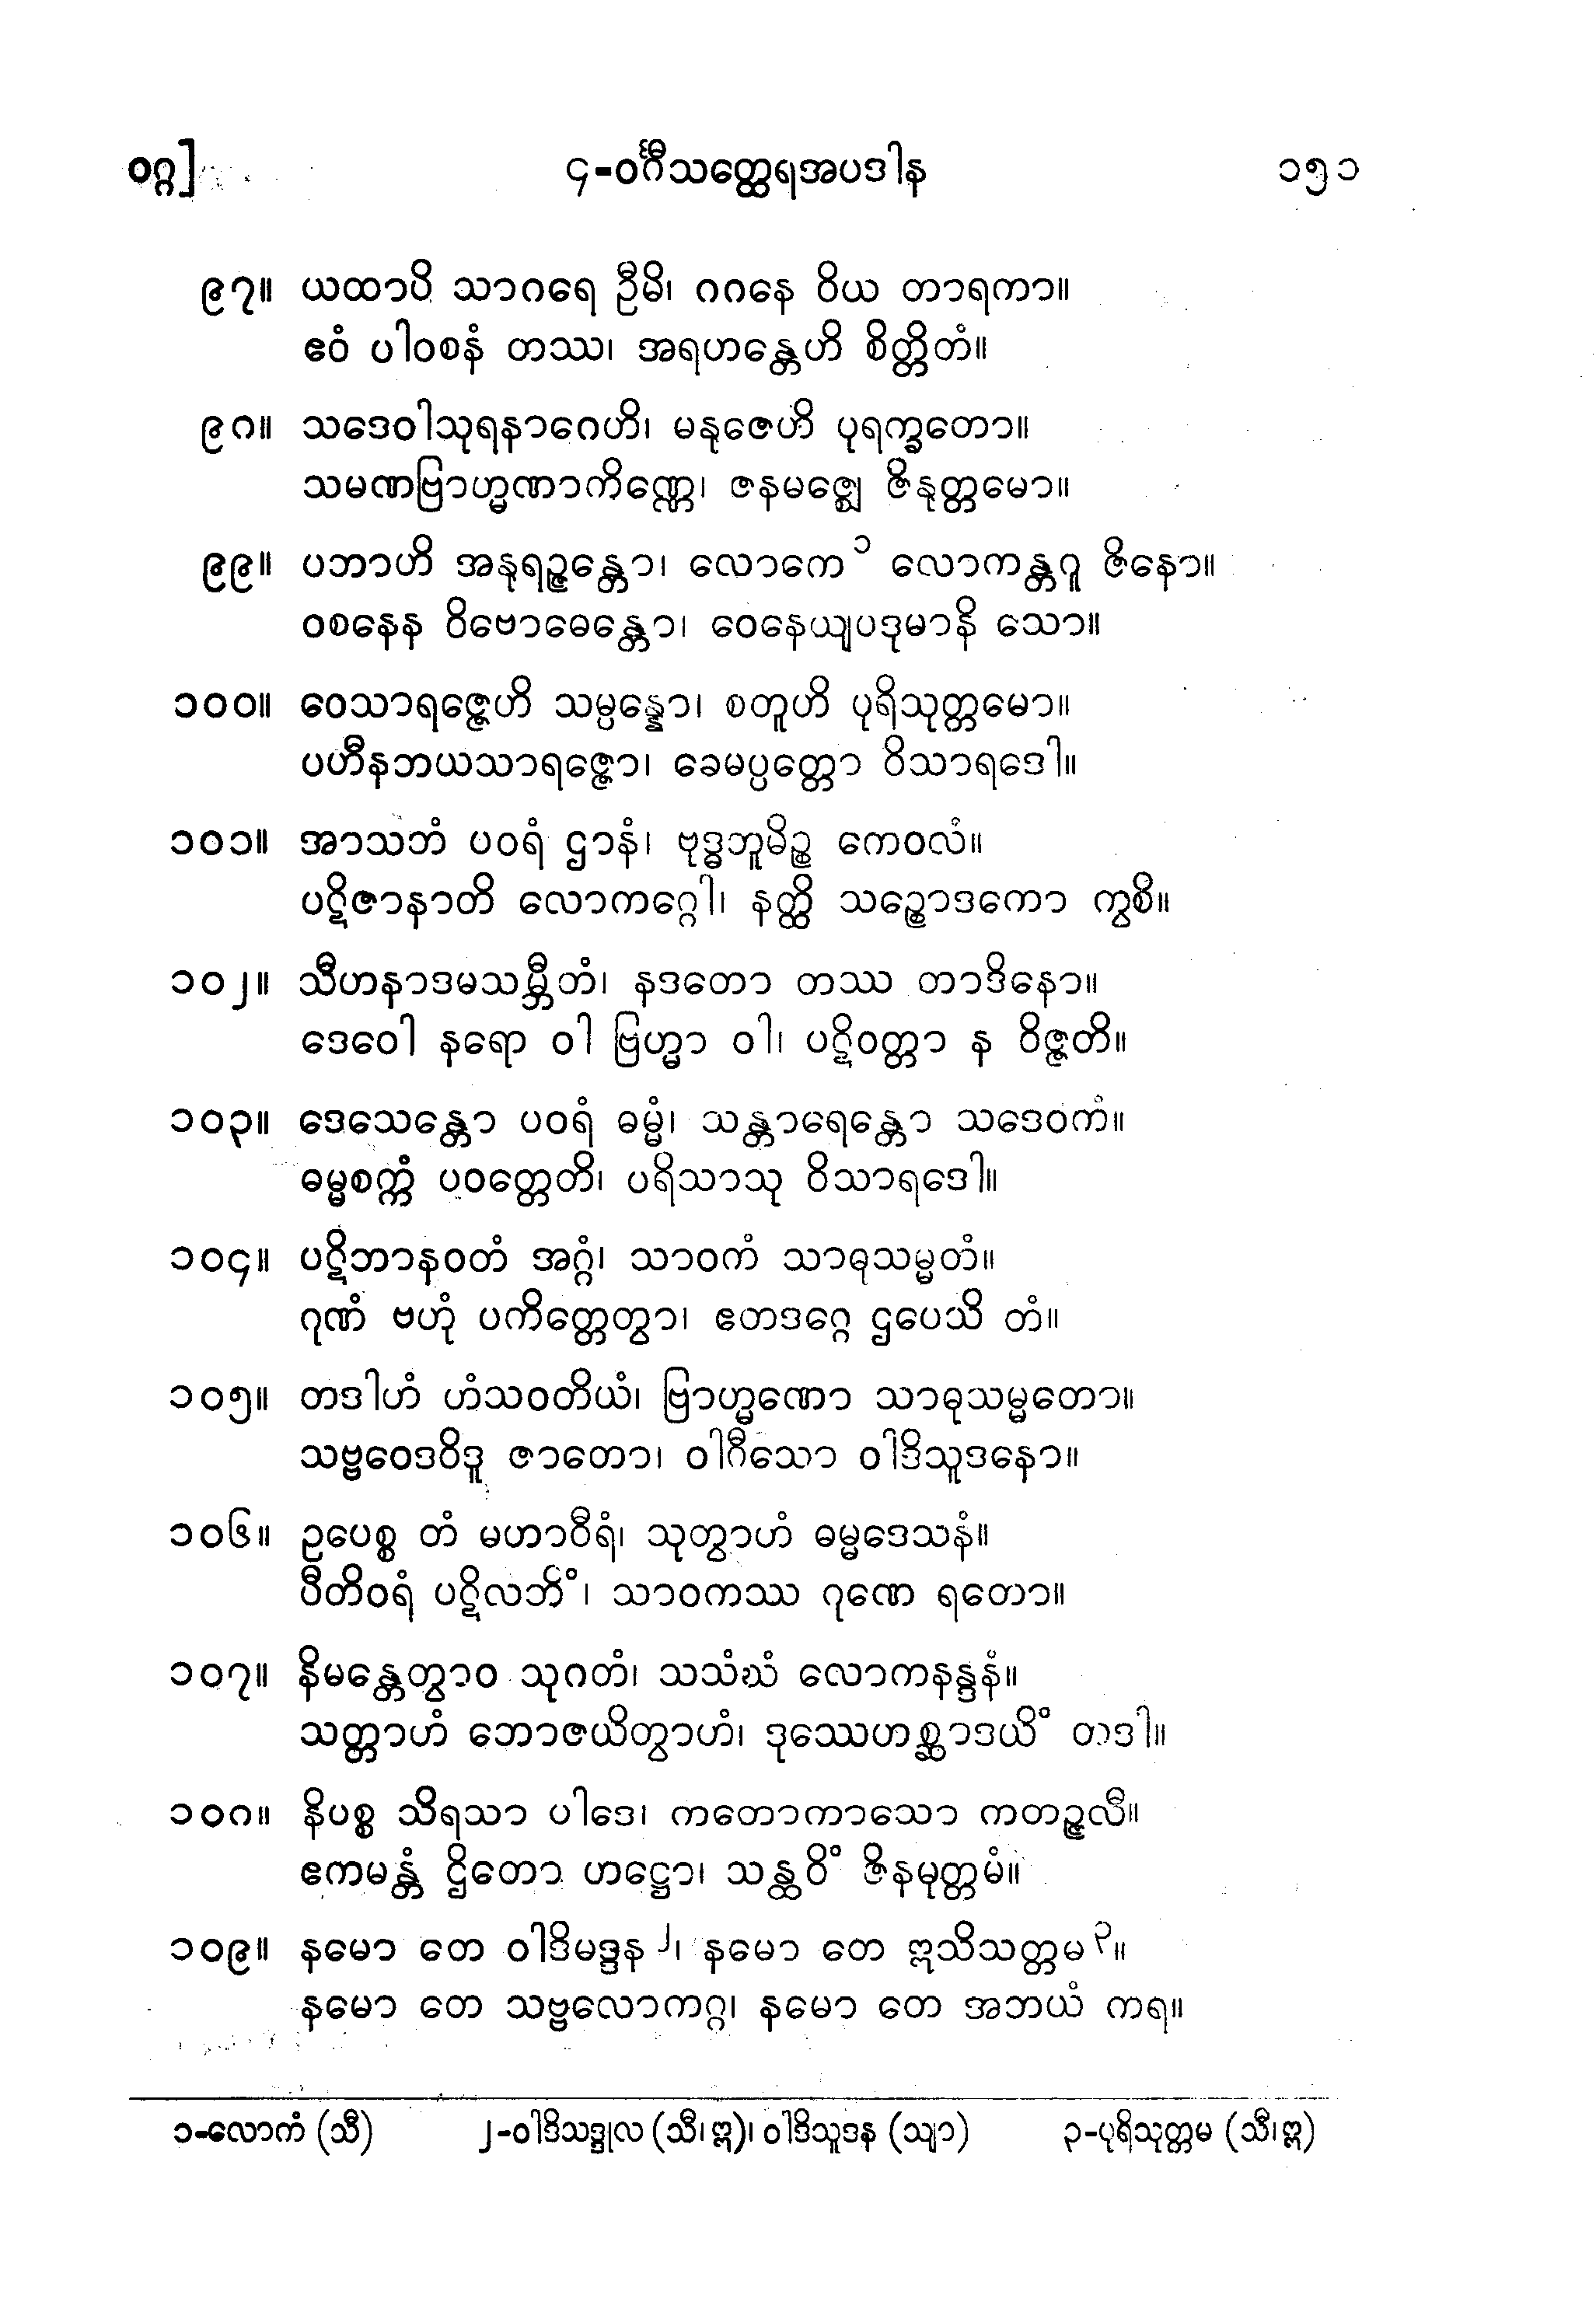 ဝဂ္ဂ] ၄-ဝင်္ဂီသတ္ထေရအပဒါန ၁၅၁
၉၇။ ယထာပိ သာဂရေ ဦမိ၊ ဂဂနေ ဝိယ တာရကာ။
ဧဝံ ပါဝစနံ တဿ၊ အရဟန္တေဟိ စိတ္တိတံ။
၉၈။ သဒေဝါသုရနာဂေဟိ၊ မနုဇေဟိ ပုရက္ခတော။
သမဏဗြာဟ္မဏာကိဏ္ဏေ၊ ဇနမဇ္ဈေ ဇိနုတ္တမော။
၉၉။ ပဘာဟိ အနုရဉ္ဇန္တော၊ လောကေ ၁ လောကန္တဂူ ဇိနော။
ဝစနေန ဝိဗောဓေန္တော၊ ဝေနေယျပဒုမာနိ သော။
၁၀၀။ ဝေသာရဇ္ဇေဟိ သမ္ပန္နော၊ စတူဟိ ပုရိသုတ္တမော။
ပဟီနဘယသာရဇ္ဇော၊ ခေမပ္ပတ္တော ဝိသာရဒေါ။
၁၀၁။ အာသဘံ ပဝရံ ဌာနံ၊ ဗုဒ္ဓဘူမိဉ္စ ကေဝလံ။
ပဋိဇာနာတိ လောကဂ္ဂေါ၊ နတ္ထိ သဉ္စောဒကော ကွစိ။
၁၀၂။ သီဟနာဒမသမ္ဘီတံ၊ နဒတော တဿ တာဒိနော။
ဒေဝေါ နရော ဝါ ဗြဟ္မာ ဝါ၊ ပဋိဝတ္တာ န ဝိဇ္ဇတိ။
၁၀၃။ ဒေသေန္တော ပဝရံ ဓမ္မံ၊ သန္တာရေန္တော သဒေဝကံ။
ဓမ္မစက္ကံ ပဝတ္တေတိ၊ ပရိသာသု ဝိသာရဒေါ။
၁၀၄။ ပဋိဘာနဝတံ အဂ္ဂံ၊ သာဝကံ သာဓုသမ္မတံ။
ဂုဏံ ဗဟုံ ပကိတ္တေတွာ၊ ဧတဒဂ္ဂေ ဌပေသိ တံ။
၁၀၅။ တဒါဟံ ဟံသဝတိယံ၊ ဗြာဟ္မဏော သာဓုသမ္မတော။
သဗ္ဗဝေဒဝိဒူ ဇာတော၊ ဝါဂီသော ဝါဒိသူဒနော။
၁၀၆။ ဥပေစ္စ တံ မဟာဝီရံ၊ သုတွာဟံ ဓမ္မဒေသနံ။
ပီတိဝရံ ပဋိလဘိံ၊ သာဝကဿ ဂုဏေ ရတော။
၁၀၇။ နိမန္တေတွာဝ သုဂတံ၊ သသံဃံ လောကနန္ဒနံ။
သတ္တာဟံ ဘောဇယိတွာဟံ၊ ဒုဿေဟစ္ဆာဒယိံ တဒါ။
၁၀၈။ နိပစ္စ သိရသာ ပါဒေ၊ ကတောကာသော ကတဉ္ဇလီ။
ဧကမန္တံ ဌိတော ဟဋ္ဌော၊ သန္ထဝိံ ဇိနမုတ္တမံ။
၁၀၉။ နမော တေ ဝါဒိမဒ္ဒန ၂၊ နမော တေ ဣသိသတ္တမ ၃။
နမော တေ သဗ္ဗလောကဂ္ဂ၊ နမော တေ အဘယံ ကရ။
၁-လောကံ (သီ) ၂-ဝါဒိသဒ္ဒုလ (သီ၊ ဣ)၊ ဝါဒိသူဒန (သျာ) ၃-ပုရိသုတ္တမ (သီ၊ ဣ)